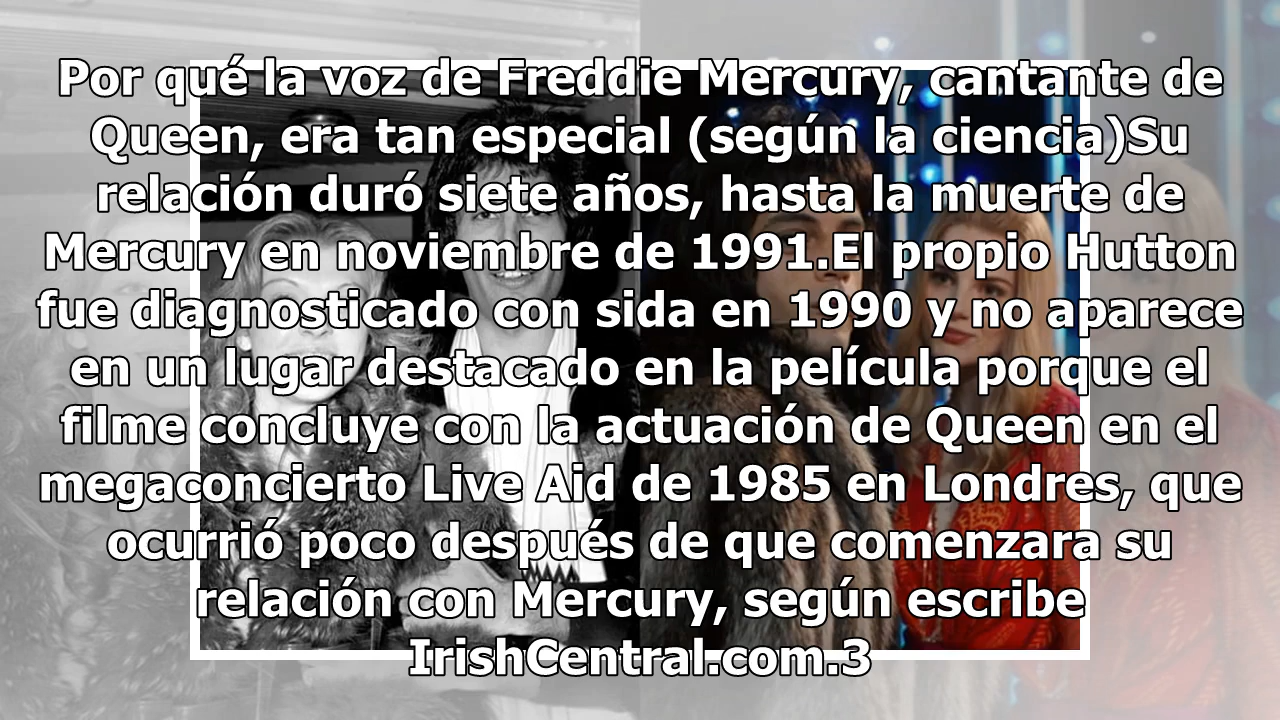 Por qué la voz de Freddie Mercury, cantante de
Queen, era tan especial (según la ciencia)Su
relación duró siete años, hasta la muerte de
Mercury en noviembre de 1991.El propio Hutton
fue diagnosticado con sida en 1990 y no aparece
en un lugar destacado en la película porque el
filme concluye con la actuación de Queen en el
megaconcierto Live Aid de 1985 en Londres, que
ocurrió poco después de que comenzara su
relación con Mercury, según escribe
IrishCentral.com.3